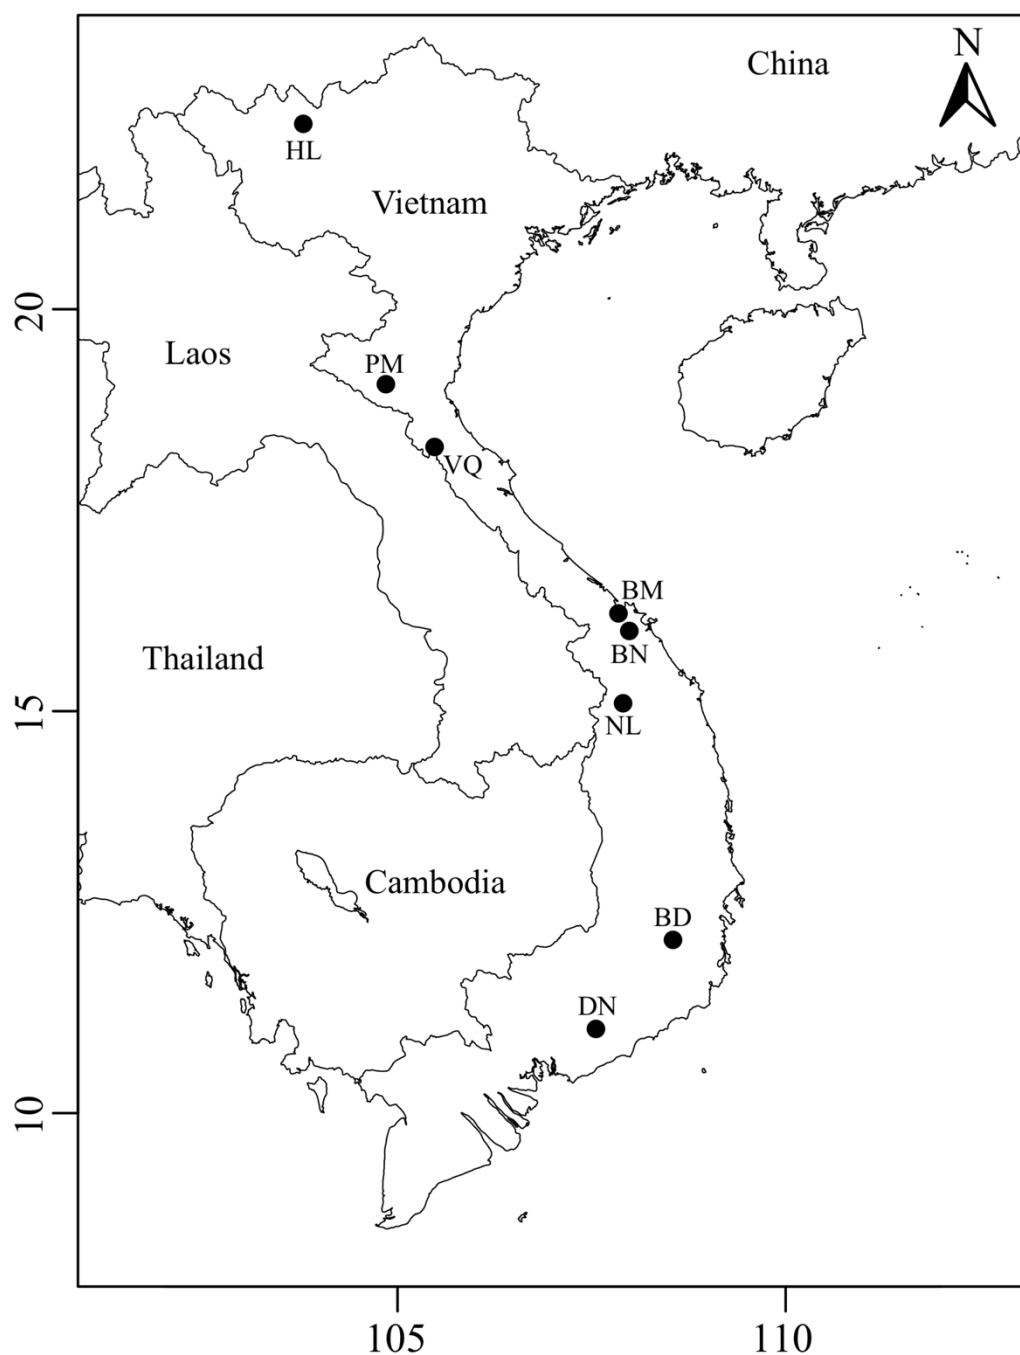 N
China
HL
Vietnam
20
Laos
PM
VQ
BM
Thailand
BN
15
NL
Cambodia
BD
DN
10
105
110